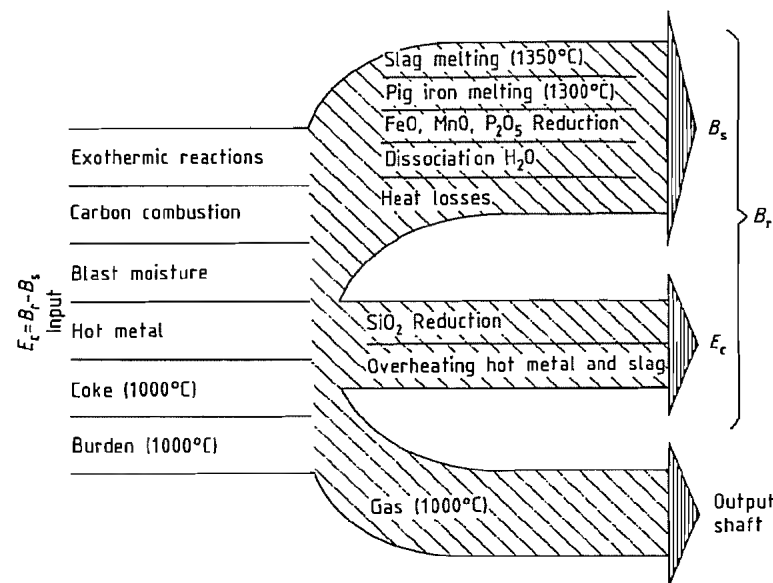 Slag melting (1350°C)
Pig iron melting (1300°C)
FeO, MnO, P₂O₅ Reduction
Dissociation H₂O
Heat losses
Bₛ
Bᵣ
Exothermic reactions
Carbon combustion
Blast moisture
Hot metal
Coke (1000°C)
Burden (1000°C)
E_c = Bᵣ - Bₛ
Input
SiO₂ Reduction
Overheating hot metal and slag
E_c
Gas (1000°C)
Output
shaft